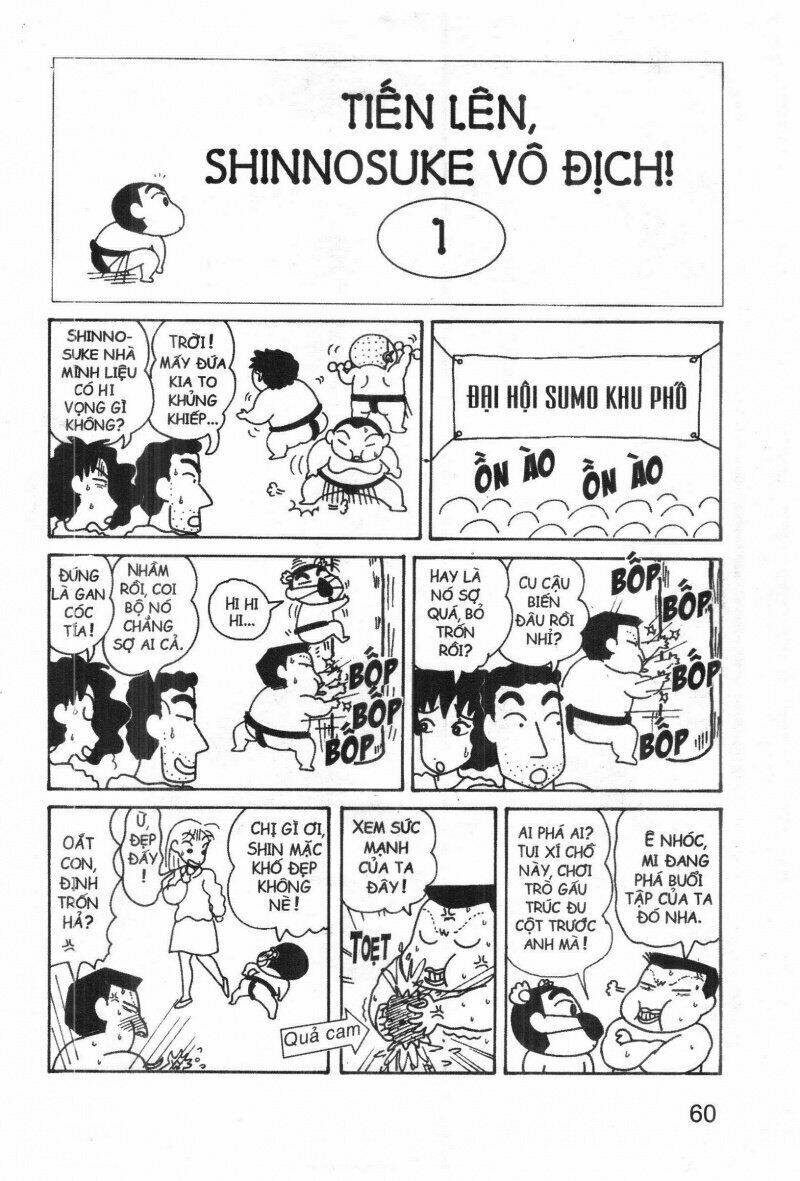 TIẾN LÊN,
SHINNOSUKE VÔ ĐỊCH!
1
ĐẠI HỘI SUMO KHU PHỐ
ỒN ÀO
ỒN ÀO
TRỜI!
MẤY ĐỨA
KIA TO
KHỦNG
KHIẾP...
SHINNO-
SUKE NHÀ
MÌNH LIỆU
CÓ HI
VỌNG GÌ
KHÔNG?
BỐP
BỐP
BỐP
BỐP
CU CẬU
BIẾN
ĐÂU RỒI
NHỈ?
HAY LÀ
NÓ SỢ
QUÁ, BỎ
TRỐN
RỒI?
HI HI
HI...
BỐP
BỐP
BỐP
NHẦM
RỒI, COI
BỘ NÓ
CHẲNG
SỢ AI CẢ.
ĐÚNG
LÀ GAN
CÓC
TÍA!
Ê NHÓC,
MI ĐANG
PHÁ BUỔI
TẬP CỦA TA
ĐỐ NHA.
AI PHÁ AI?
TUI XÍ CHỖ
NÀY, CHƠI
TRÒ GẤU
TRÚC ĐU
CỘT TRƯỚC
ANH MÀ!
XEM SỨC
MẠNH
CỦA TA
ĐÂY!
TOẸT
Quả cam
CHỊ GÌ ƠI,
SHIN MẶC
KHỐ ĐẸP
KHÔNG
NÈ!
Ừ,
ĐẸP
ĐẤY
!
OẮT
CON,
ĐỊNH
TRỐN
HẢ?
60